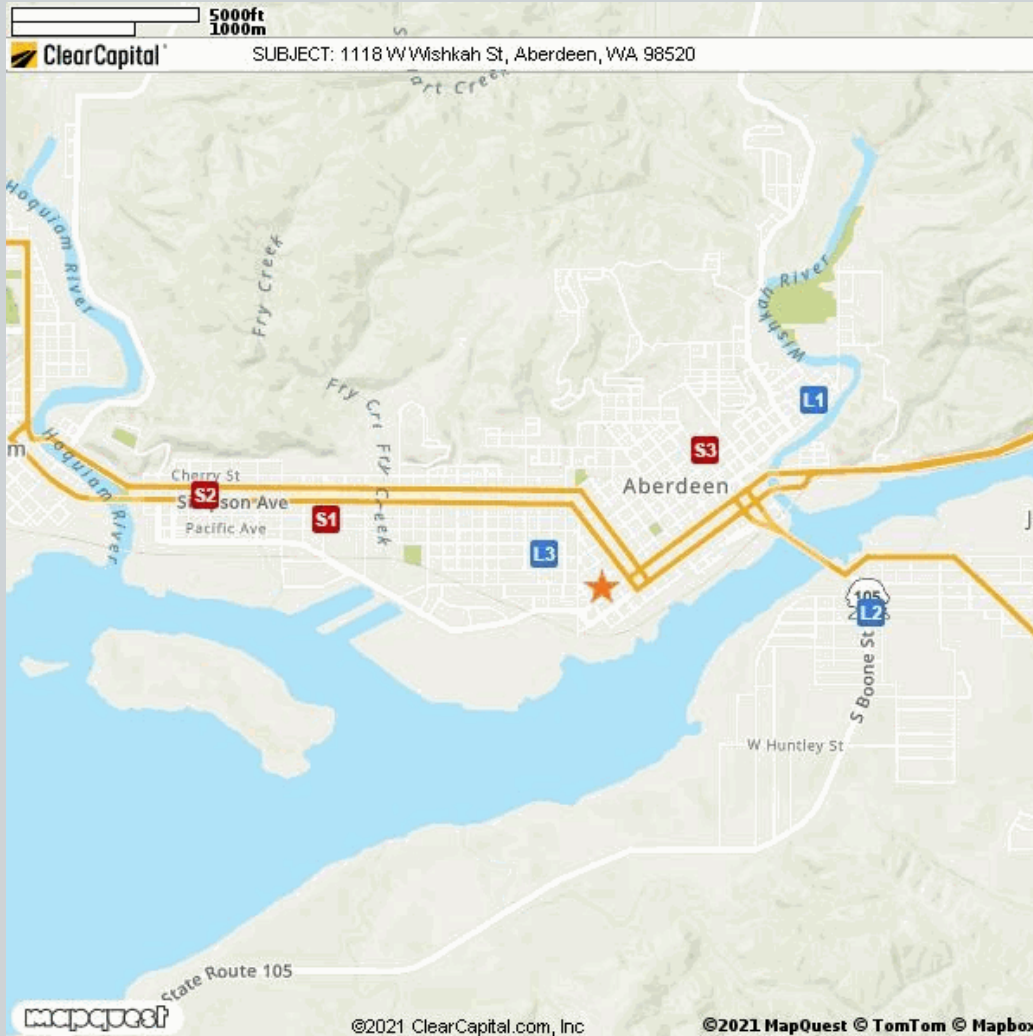 5000ft
1000m
ClearCapital
SUBJECT: 1118 W Wishkah St, Aberdeen, WA 98520
art Creek
Hoquiam River
Fry Creek
Wishkah River
Fry Cr
Fry Creek
L1
S3
m
Hoquiam River
Cherry St
S2
Simpson Ave
Aberdeen
S1
Pacific Ave
L3
J
105
L2
S Boone St
W Huntley St
State Route 105
mapquest
©2021 ClearCapital.com, Inc
©2021 MapQuest © TomTom © Mapbox